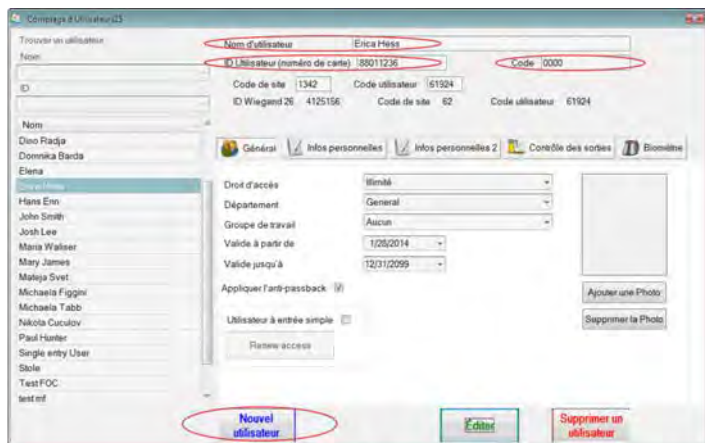 Comptage d'Utilisateurs25
Trouver un utilisateur
Nom
ID
Nom
Dino Radja
Domnika Barda
Elena
Erica Hess
Hans Enn
John Smith
Josh Lee
Maria Waliser
Mary James
Mateja Svet
Michaela Figgini
Michaela Tabb
Nikola Cuculov
Paul Hunter
Single entry User
Stole
Test FOC
test mf
Nom d'utilisateur Erica Hess
ID Utilisateur (numéro de carte) 88011236 Code 0000
Code de site 1342 Code utilisateur 61924
ID Wiegand 26 4125156 Code de site 62 Code utilisateur 61924
Général Infos personnelles Infos personnelles 2 Contrôle des sorties Biomètrie
Droit d'accés Illimité
Département General
Groupe de travail Aucun
Valide à partir de 1/28/2014
Valide jusqu'à 12/31/2099
Appliquer l'anti-passback
Utilisateur à entrée simple
Renew access
Ajouter une Photo
Supprimer la Photo
Nouvel
utilisateur
Éditer
Supprimer un
utilisateur